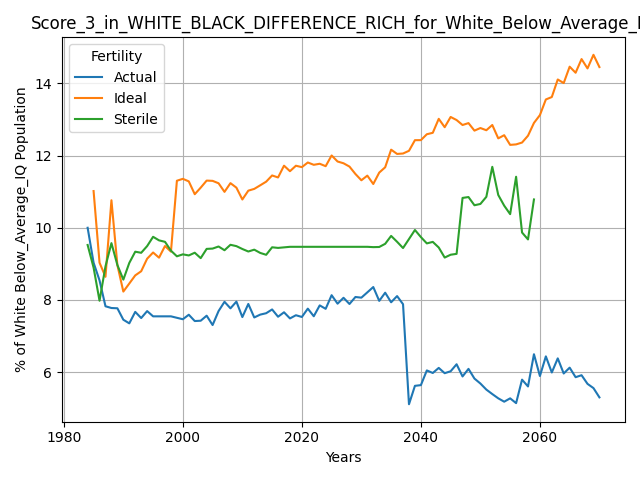 Score_3_in_WHITE_BLACK_DIFFERENCE_RICH_for_White_Below_Average_I
Fertility
Actual
Ideal
Sterile
% of White Below_Average_IQ Population
14
12
10
8
6
1980
2000
2020
2040
2060
Years